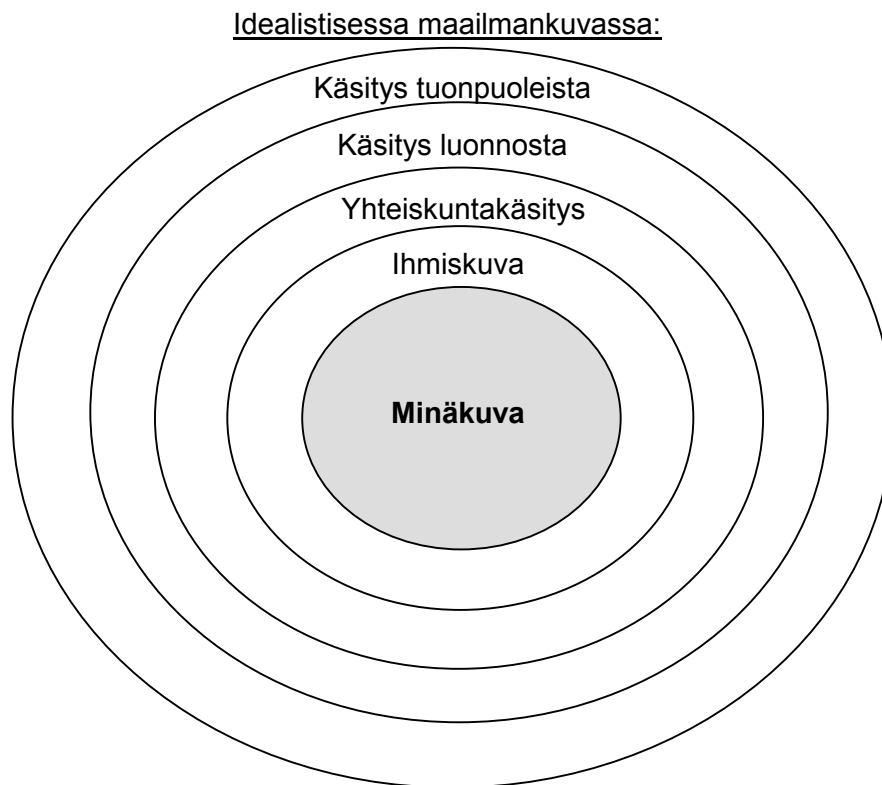 Idealistisessa maailmankuvassa:
Käsitys tuonpuoleista
Käsitys luonnosta
Yhteiskuntakäsitys
Ihmiskuva
Minäkuva